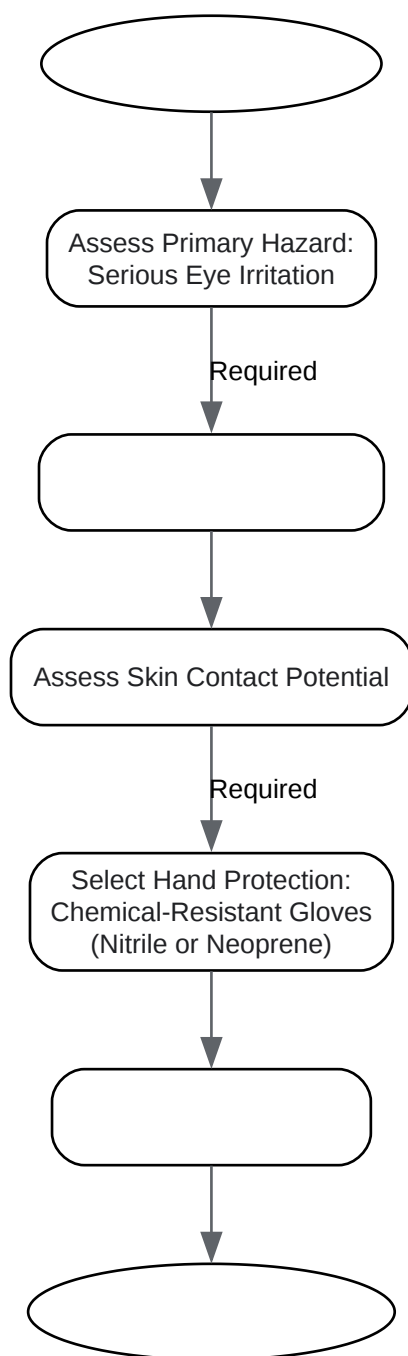 Assess Primary Hazard:
Serious Eye Irritation
Required
Assess Skin Contact Potential
Required
Select Hand Protection:
Chemical-Resistant Gloves
(Nitrile or Neoprene)